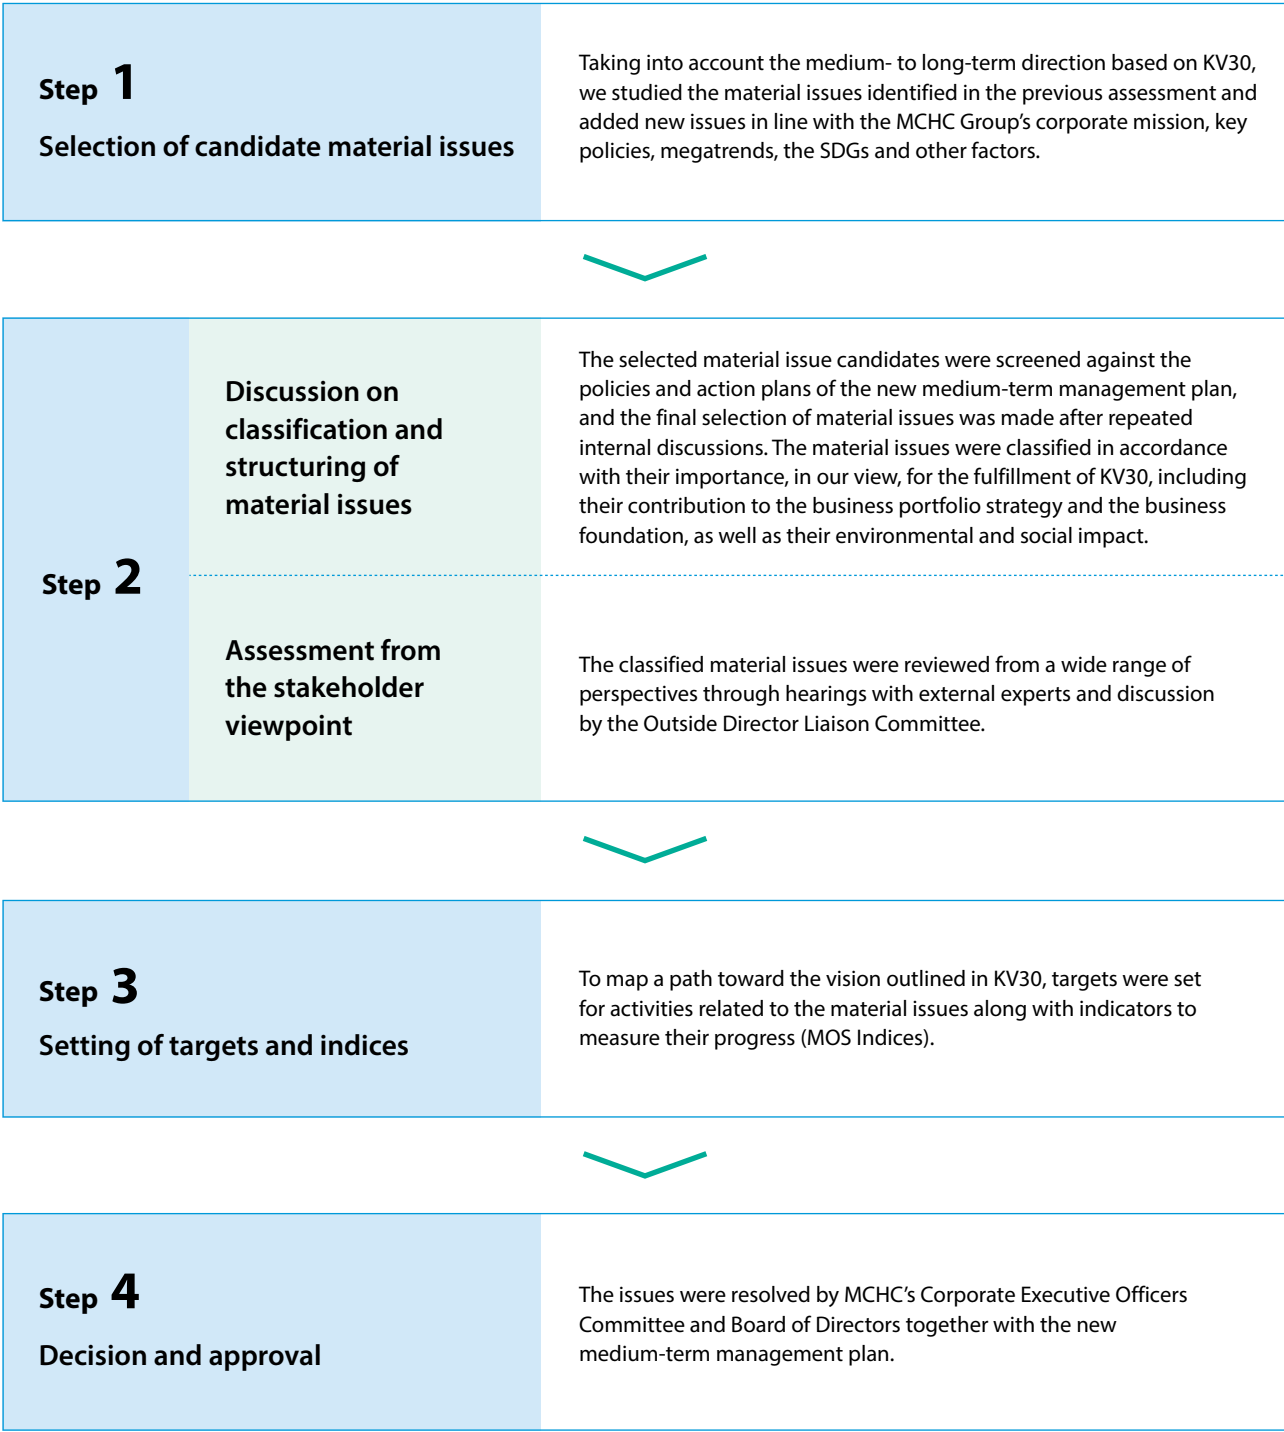 Step 1
Selection of candidate material issues
Taking into account the medium- to long-term direction based on KV30,
we studied the material issues identified in the previous assessment and
added new issues in line with the MCHC Group's corporate mission, key
policies, megatrends, the SDGs and other factors.
Step 2
Discussion on
classification and
structuring of
material issues
The selected material issue candidates were screened against the
policies and action plans of the new medium-term management plan,
and the final selection of material issues was made after repeated
internal discussions. The material issues were classified in accordance
with their importance, in our view, for the fulfillment of KV30, including
their contribution to the business portfolio strategy and the business
foundation, as well as their environmental and social impact.
Assessment from
the stakeholder
viewpoint
The classified material issues were reviewed from a wide range of
perspectives through hearings with external experts and discussion
by the Outside Director Liaison Committee.
Step 3
Setting of targets and indices
To map a path toward the vision outlined in KV30, targets were set
for activities related to the material issues along with indicators to
measure their progress (MOS Indices).
Step 4
Decision and approval
The issues were resolved by MCHC's Corporate Executive Officers
Committee and Board of Directors together with the new
medium-term management plan.